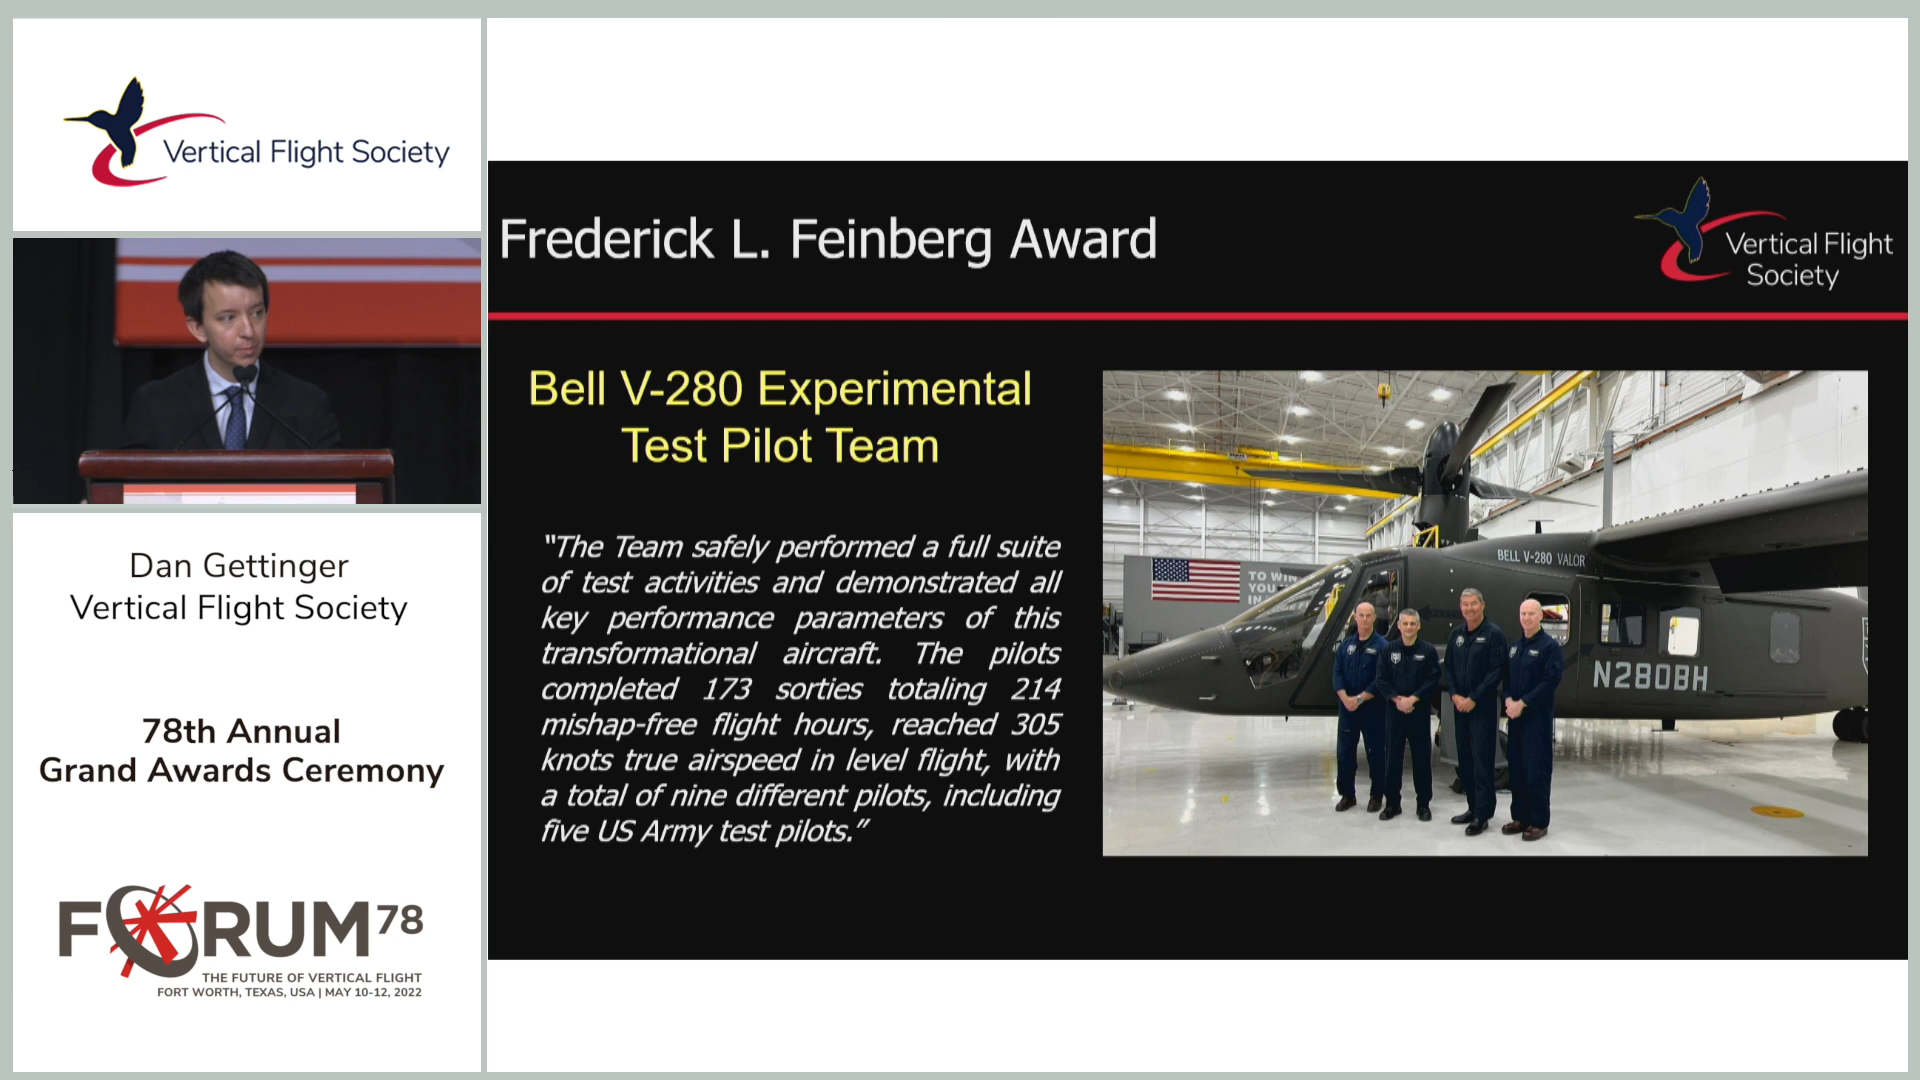 Vertical Flight Society
Dan Gettinger
Vertical Flight Society
78th Annual
Grand Awards Ceremony
FORUM 78
THE FUTURE OF VERTICAL FLIGHT
FORT WORTH, TEXAS, USA | MAY 10-12, 2022
Frederick L. Feinberg Award
Vertical Flight
Society
Bell V-280 Experimental
Test Pilot Team
“The Team safely performed a full suite
of test activities and demonstrated all
key performance parameters of this
transformational aircraft. The pilots
completed 173 sorties totaling 214
mishap-free flight hours, reached 305
knots true airspeed in level flight, with
a total of nine different pilots, including
five US Army test pilots.”
BELL V-280 VALOR
TO WIN
YOU
IN
N280BH